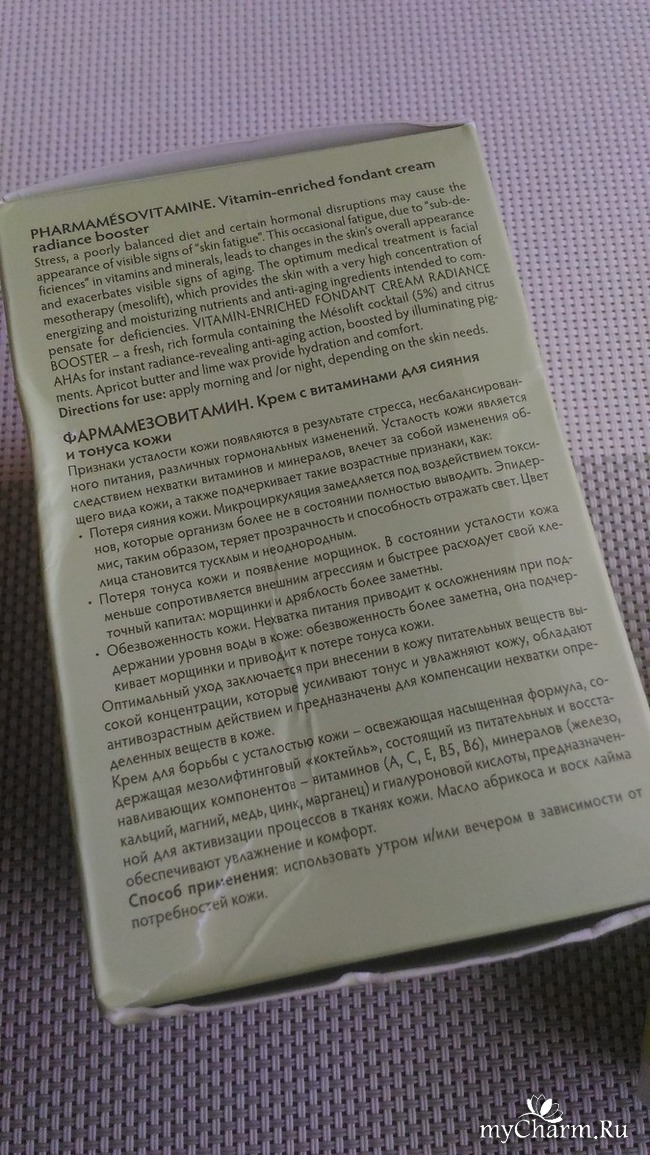 PHARMAMÉSOVITAMINE. Vitamin-enriched fondant cream
radiance booster
Stress, a poorly balanced diet and certain hormonal disruptions may cause the
appearance of visible signs of "skin fatigue". This occasional fatigue, due to "sub-de-
ficiences" in vitamins and minerals, leads to changes in the skin's overall appearance
and exacerbates visible signs of aging. The optimum medical treatment is facial
mesotherapy (mesolift), which provides the skin with a very high concentration of
energizing and moisturizing nutrients and anti-aging ingredients intended to com-
pensate for deficiencies. VITAMIN-ENRICHED FONDANT CREAM RADIANCE
BOOSTER – a fresh, rich formula containing the Mésolift cocktail (5%) and citrus
AHAs for instant radiance-revealing anti-aging action, boosted by illuminating pig-
ments. Apricot butter and lime wax provide hydration and comfort.
Directions for use: apply morning and /or night, depending on the skin needs.
ФАРМАМЕЗОВИТАМИН. Крем с витаминами для сияния
и тонуса кожи
Признаки усталости кожи появляются в результате стресса, несбалансирован-
ного питания, различных гормональных изменений. Усталость кожи является
следствием нехватки витаминов и минералов, влечет за собой изменения об-
щего вида кожи, а также подчеркивает такие возрастные признаки, как:
• Потеря сияния кожи. Микроциркуляция замедляется под воздействием токси-
нов, которые организм более не в состоянии полностью выводить. Эпидер-
мис, таким образом, теряет прозрачность и способность отражать свет. Цвет
лица становится тусклым и неоднородным.
• Потеря тонуса кожи и появление морщинок. В состоянии усталости кожа
меньше сопротивляется внешним агрессиям и быстрее расходует свой кле-
точный капитал: морщинки и дряблость более заметны.
• Обезвоженность кожи. Нехватка питания приводит к осложнениям при под-
держании уровня воды в коже: обезвоженность более заметна, она подчер-
кивает морщинки и приводит к потере тонуса кожи.
Оптимальный уход заключается при внесении в кожу питательных веществ вы-
сокой концентрации, которые усиливают тонус и увлажняют кожу, обладают
антивозрастным действием и предназначены для компенсации нехватки опре-
деленных веществ в коже.
Крем для борьбы с усталостью кожи – освежающая насыщенная формула, со-
держащая мезолифтинговый «коктейль», состоящий из питательных и восста-
навливающих компонентов – витаминов (А, С, Е, В5, В6), минералов (железо,
кальций, магний, медь, цинк, марганец) и гиалуроновой кислоты, предназначен-
ной для активизации процессов в тканях кожи. Масло абрикоса и воск лайма
обеспечивают увлажнение и комфорт.
Способ применения: использовать утром и/или вечером в зависимости от
потребностей кожи.
myCharm.Ru